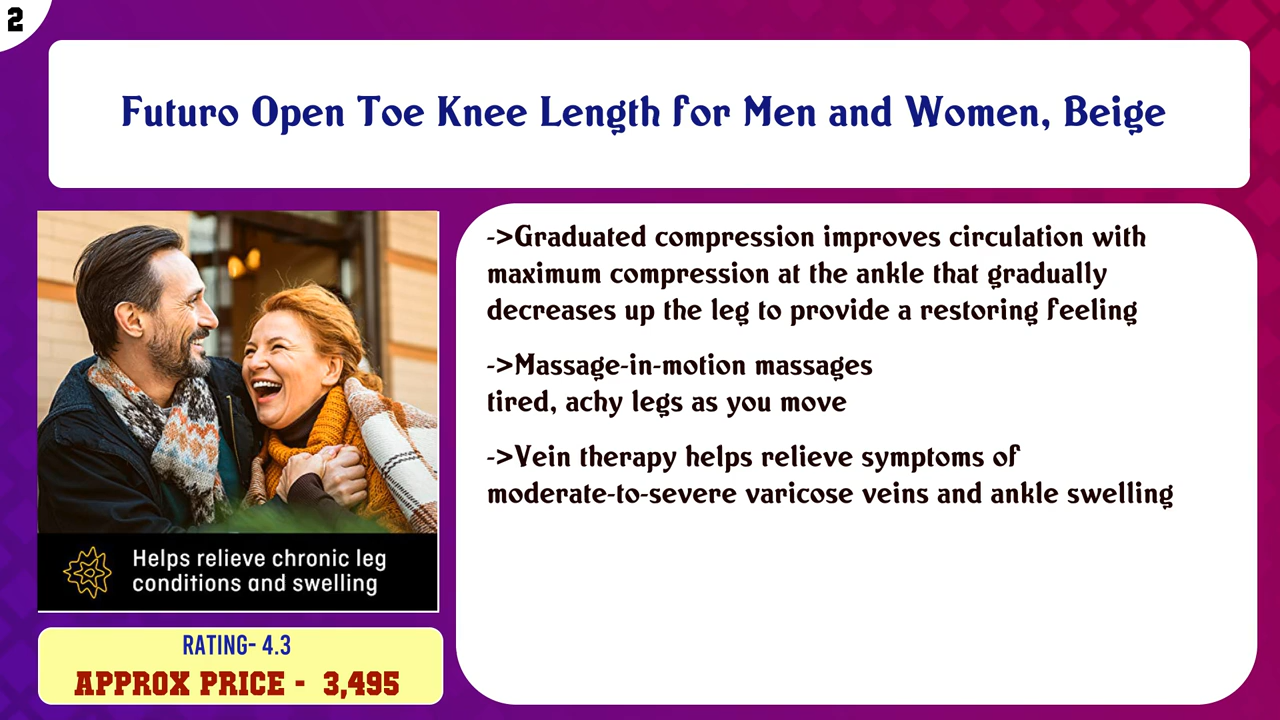 2
Futuro Open Toe Knee Length for Men and Women, Beige
->Graduated compression improves circulation with
maximum compression at the ankle that gradually
decreases up the leg to provide a restoring feeling
->Massage-in-motion massages
tired, achy legs as you move
->Vein therapy helps relieve symptoms of
moderate-to-severe varicose veins and ankle swelling
Helps relieve chronic leg
conditions and swelling
RATING- 4.3
APPROX PRICE - 3,495